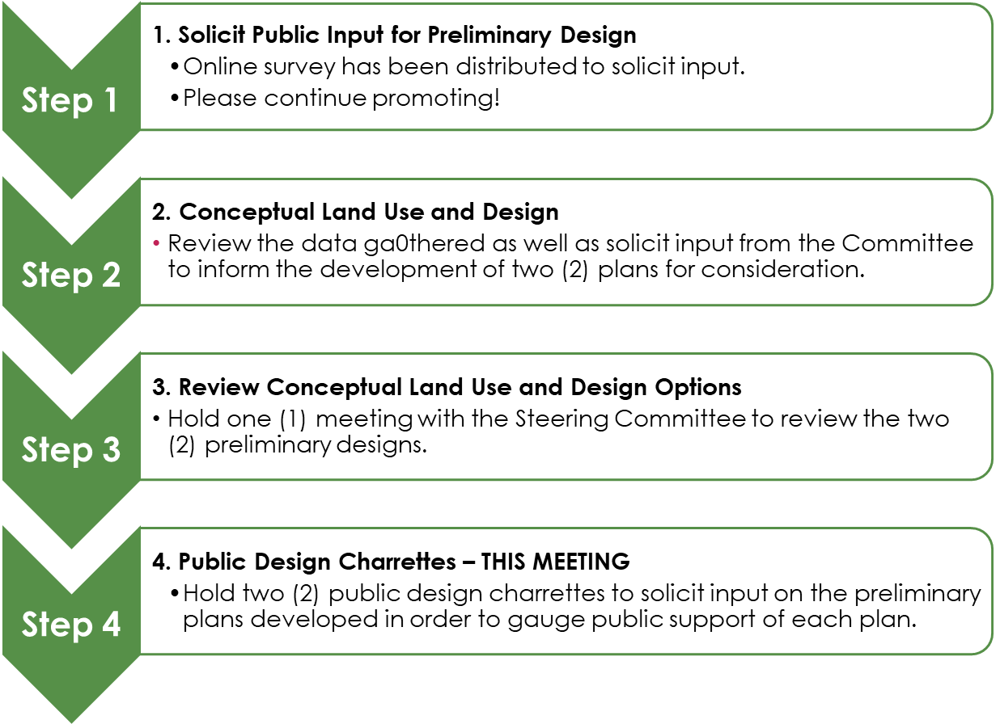 Step 1
1. Solicit Public Input for Preliminary Design
•Online survey has been distributed to solicit input.
•Please continue promoting!
Step 2
2. Conceptual Land Use and Design
• Review the data ga0thered as well as solicit input from the Committee
to inform the development of two (2) plans for consideration.
Step 3
3. Review Conceptual Land Use and Design Options
• Hold one (1) meeting with the Steering Committee to review the two
(2) preliminary designs.
Step 4
4. Public Design Charrettes – THIS MEETING
•Hold two (2) public design charrettes to solicit input on the preliminary
plans developed in order to gauge public support of each plan.